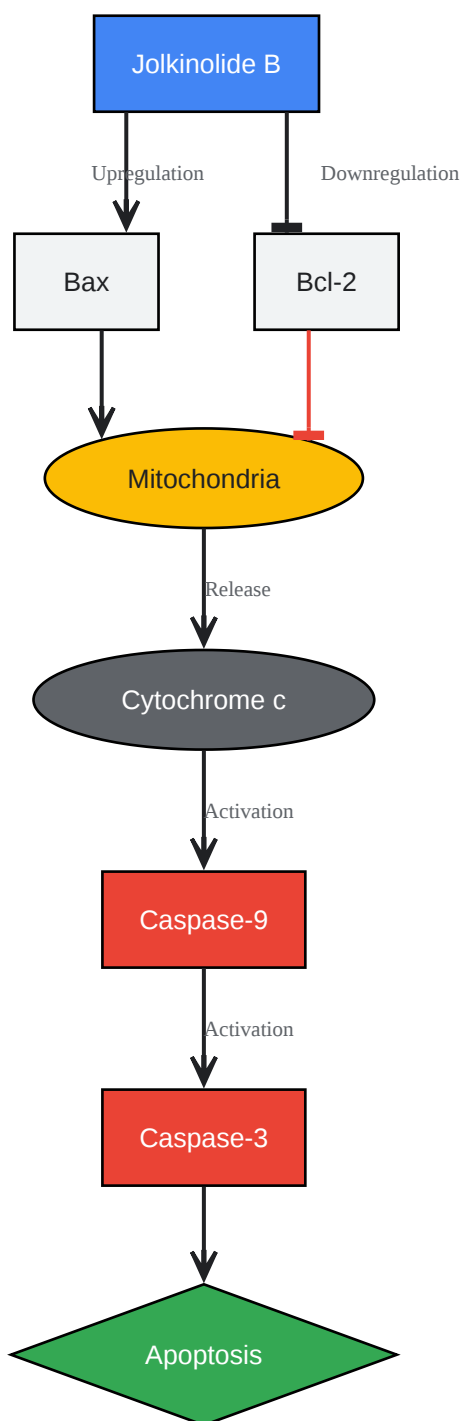 Jolkinolide B
Upregulation
Downregulation
Bax
Bcl-2
Mitochondria
Release
Cytochrome c
Activation
Caspase-9
Activation
Caspase-3
Apoptosis